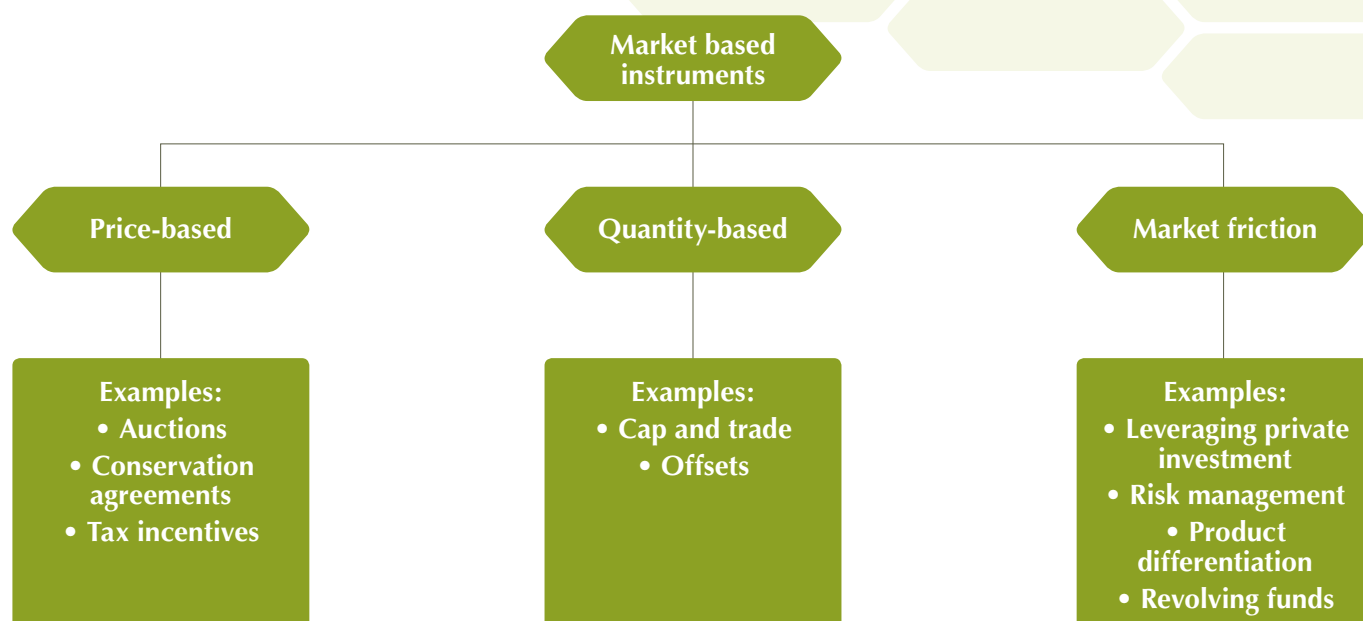 Market based
instruments
Price-based
Quantity-based
Market friction
Examples:
• Auctions
• Conservation
agreements
• Tax incentives
Examples:
• Cap and trade
• Offsets
Examples:
• Leveraging private
investment
• Risk management
• Product
differentiation
• Revolving funds